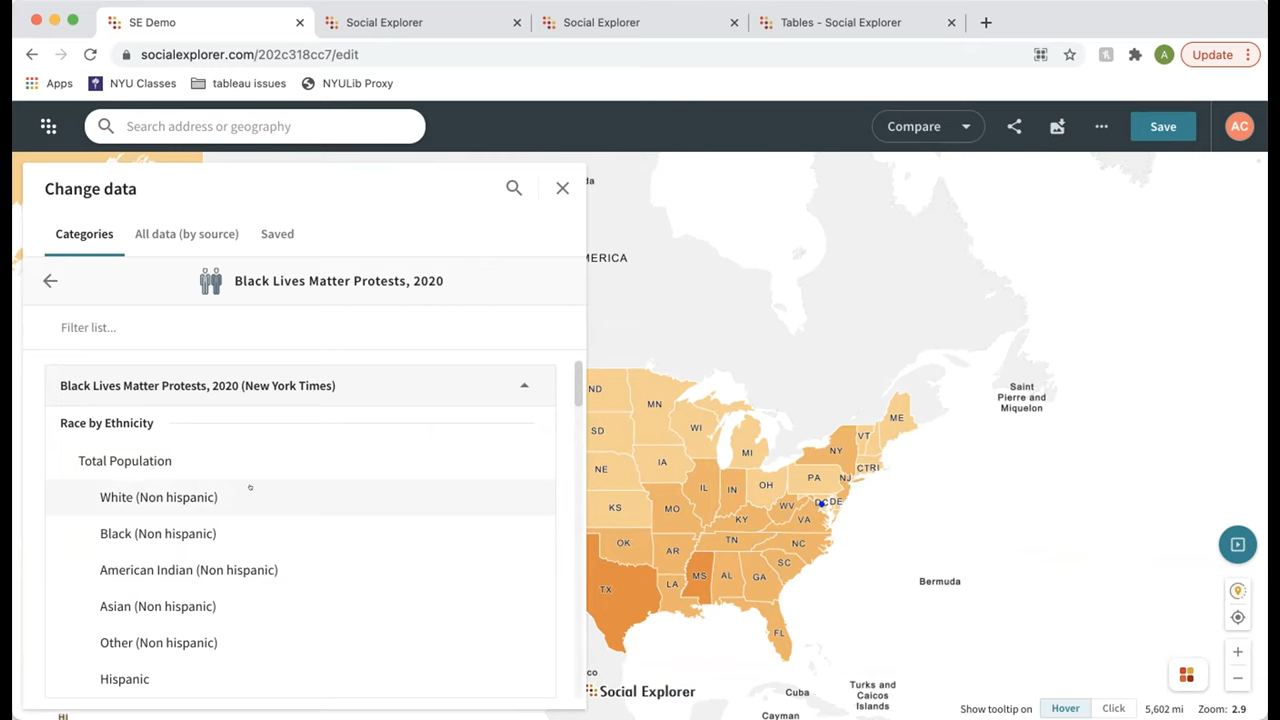 SE Demo
Social Explorer
Social Explorer
Tables - Social Explorer
socialexplorer.com/202c318cc7/edit
A
Update
Apps
NYU Classes
tableau issues
NYULib Proxy
Search address or geography
Compare
Save
AC
Change data
Categories
All data (by source)
Saved
Black Lives Matter Protests, 2020
Filter list...
Black Lives Matter Protests, 2020 (New York Times)
Race by Ethnicity
Total Population
White (Non hispanic)
Black (Non hispanic)
American Indian (Non hispanic)
Asian (Non hispanic)
Other (Non hispanic)
Hispanic
da
MERICA
Saint
Pierre and
Miquelon
ND
MN
ME
SD
WI
VT
MI
NY
NE
IA
CTRI
IL
IN
OH
PA
NJ
KS
MO
WV
DCDE
KY
VA
OK
TN
NC
AR
SC
TX
LA
MS
AL
GA
FL
Bermuda
co
Social Explorer
Cuba
Turks and
Caicos
Islands
Cayman
HI
Show tooltip on
Hover
Click
5,602 mi
Zoom: 2.9